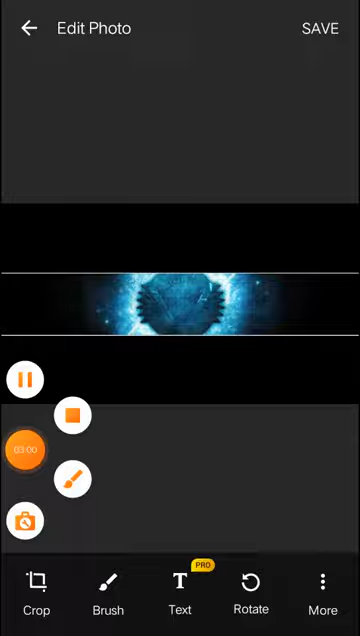 Edit Photo
SAVE
03:00
PRO
T
Crop
Brush
Text
Rotate
More